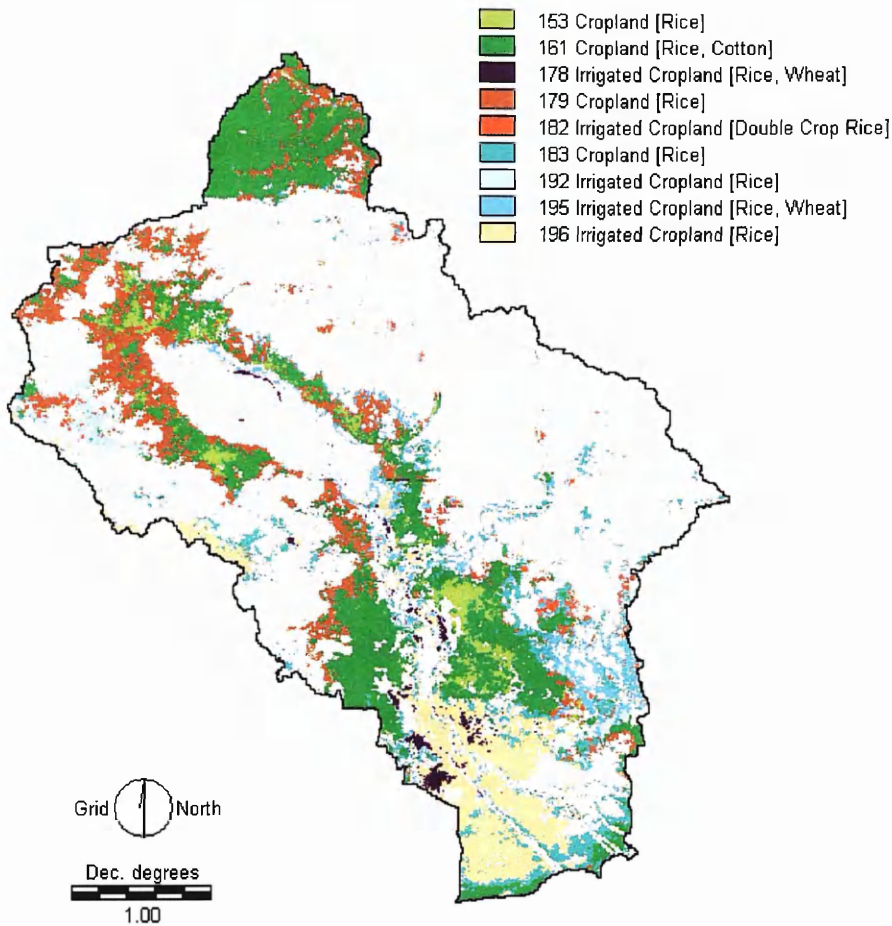 153 Cropland [Rice]
161 Cropland [Rice, Cotton]
178 Irrigated Cropland [Rice, Wheat]
179 Cropland [Rice]
182 Irrigated Cropland [Double Crop Rice]
183 Cropland [Rice]
192 Irrigated Cropland [Rice]
195 Irrigated Cropland [Rice, Wheat]
196 Irrigated Cropland [Rice]
Grid North
Dec. degrees
1.00